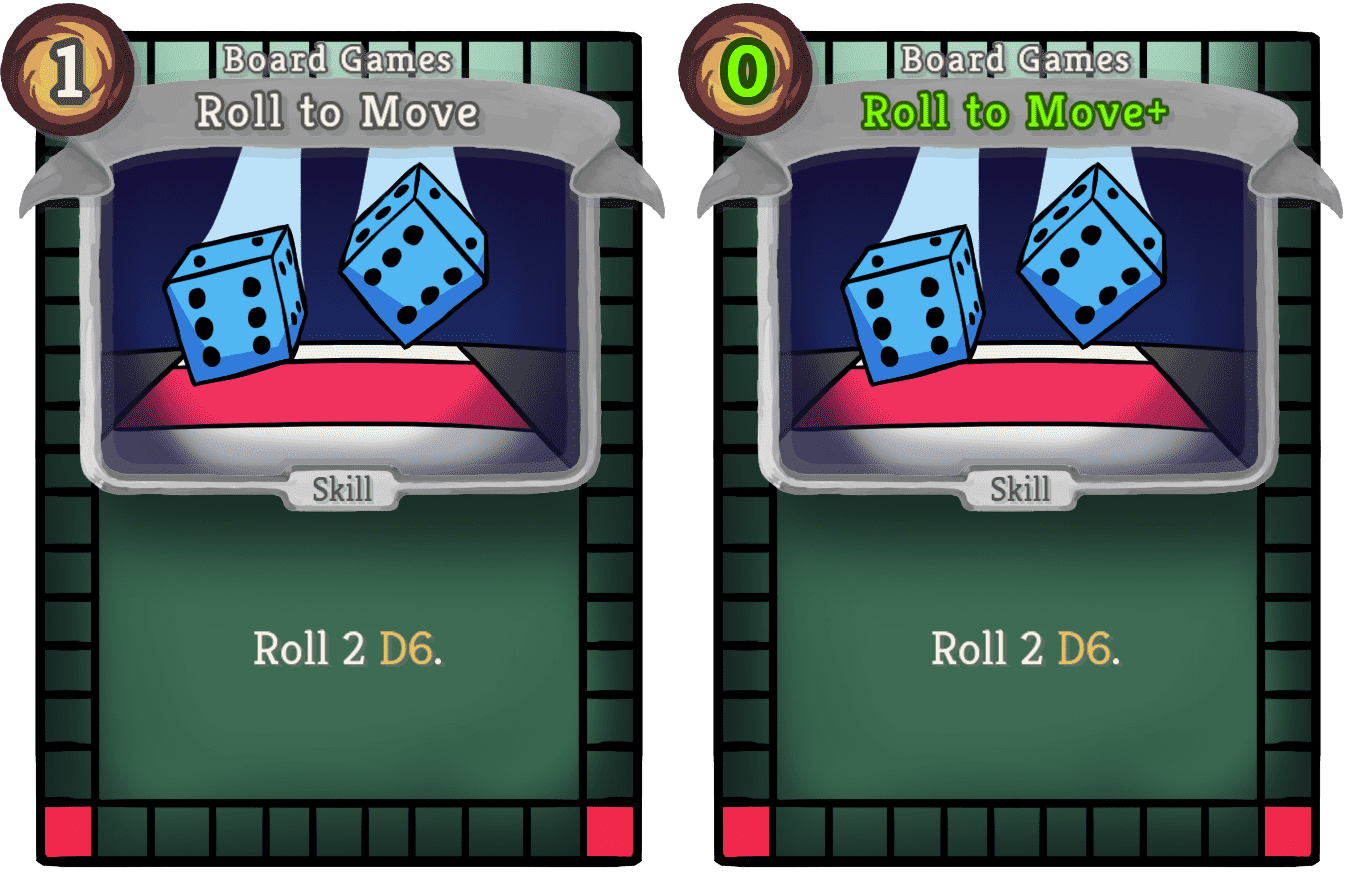 1
Board Games
Roll to Move
Skill
Roll 2 D6.
0
Board Games
Roll to Move+
Skill
Roll 2 D6.